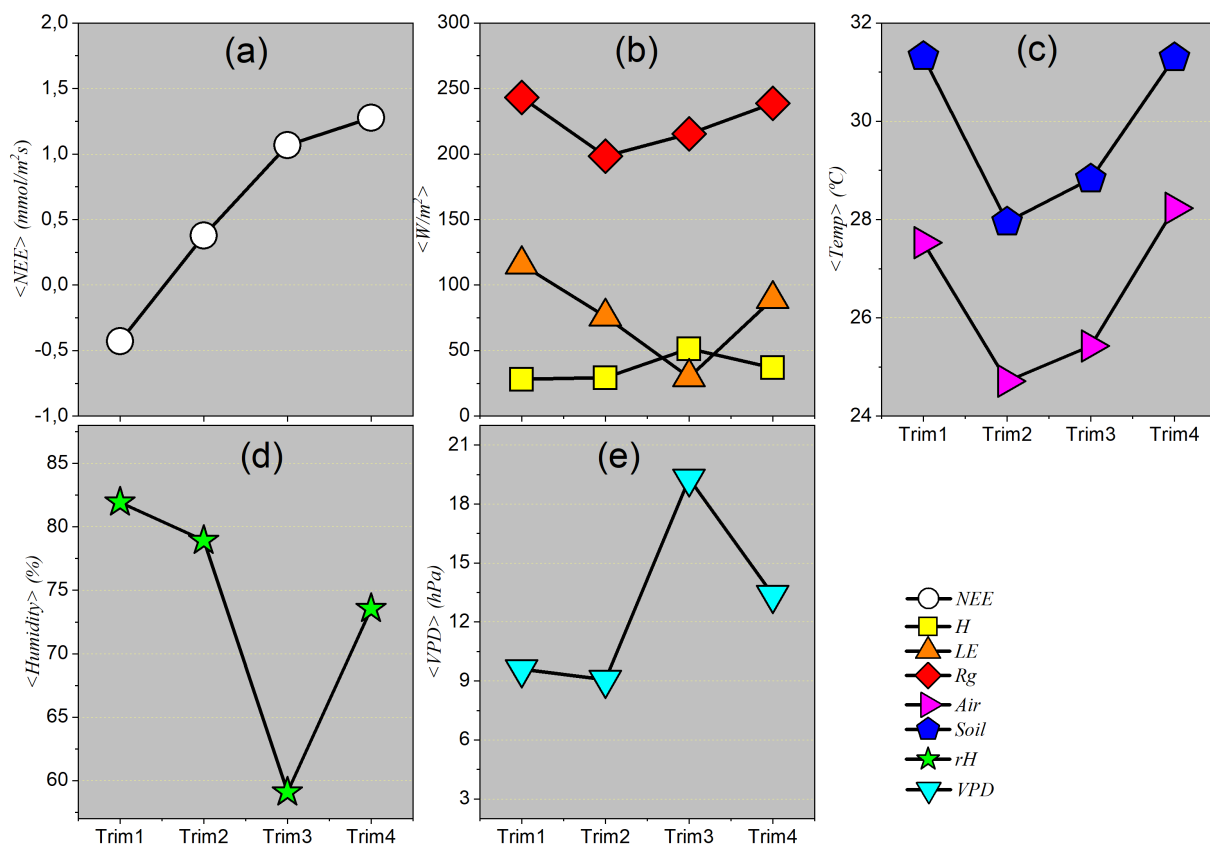 (a)
<NEE> (mmol/m²s)
2,0
1,5
1,0
0,5
0,0
-0,5
-1,0
(b)
<W/m²>
300
250
200
150
100
50
0
(c)
<Temp> (ºC)
32
30
28
26
24
Trim1 Trim2 Trim3 Trim4
(d)
<Humidity> (%)
85
80
75
70
65
60
Trim1 Trim2 Trim3 Trim4
(e)
<VPD> (hPa)
21
18
15
12
9
6
3
Trim1 Trim2 Trim3 Trim4
NEE
H
LE
Rg
Air
Soil
rH
VPD